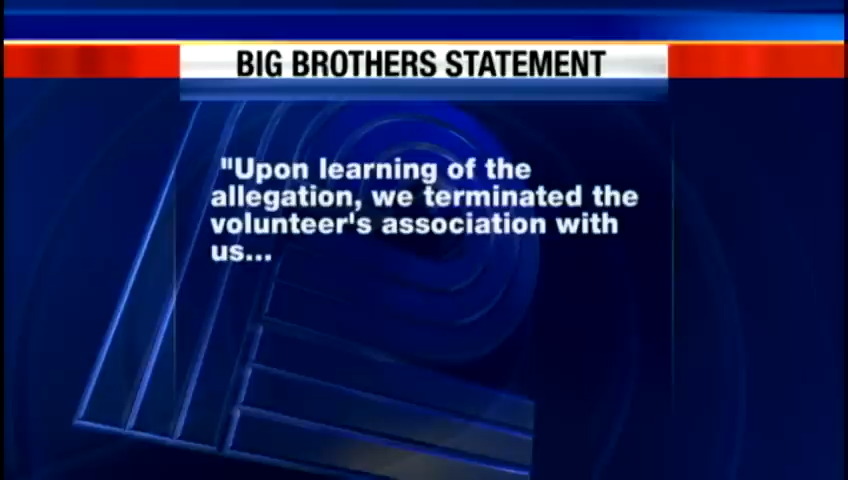 BIG BROTHERS STATEMENT
"Upon learning of the
allegation, we terminated the
volunteer's association with
us...